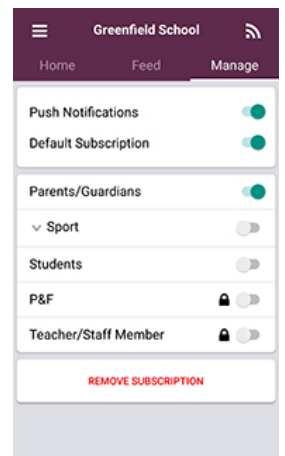 Greenfield School
Home Feed Manage
Push Notifications
Default Subscription
Parents/Guardians
Sport
Students
P&F
Teacher/Staff Member
REMOVE SUBSCRIPTION